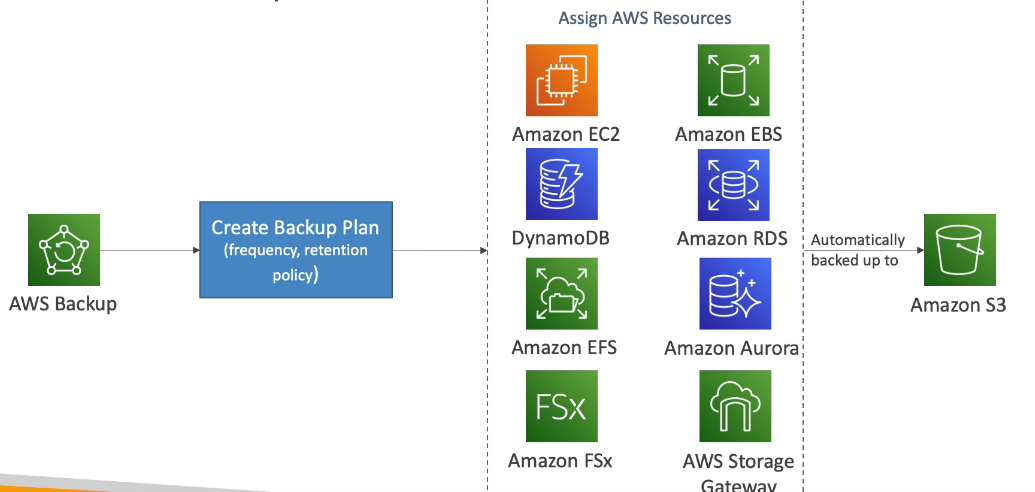 Assign AWS Resources
Amazon EC2
Amazon EBS
DynamoDB
Amazon RDS
Create Backup Plan
(frequency, retention
policy)
Automatically
backed up to
AWS Backup
Amazon S3
Amazon EFS
Amazon Aurora
FSx
Amazon FSx
AWS Storage
Gateway